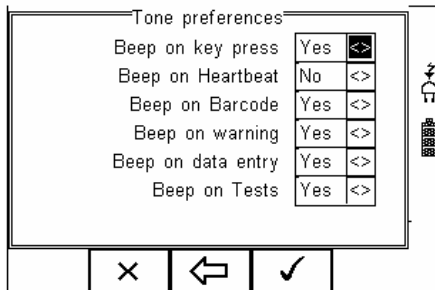 Tone preferences
Beep on key press Yes <>
Beep on Heartbeat No <>
Beep on Barcode Yes <>
Beep on warning Yes <>
Beep on data entry Yes <>
Beep on Tests Yes <>